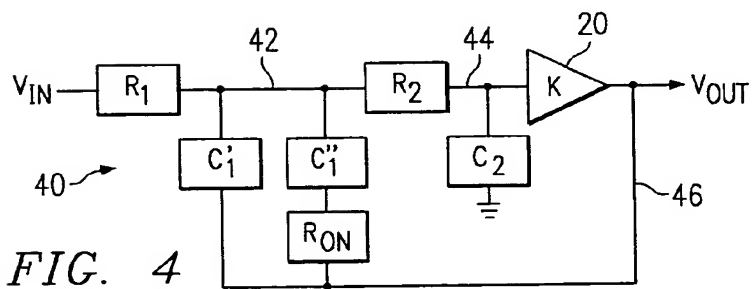 42
44
20
V_IN
R_1
R_2
K
V_OUT
C'_1
C''_1
C_2
40
46
R_ON
FIG. 4